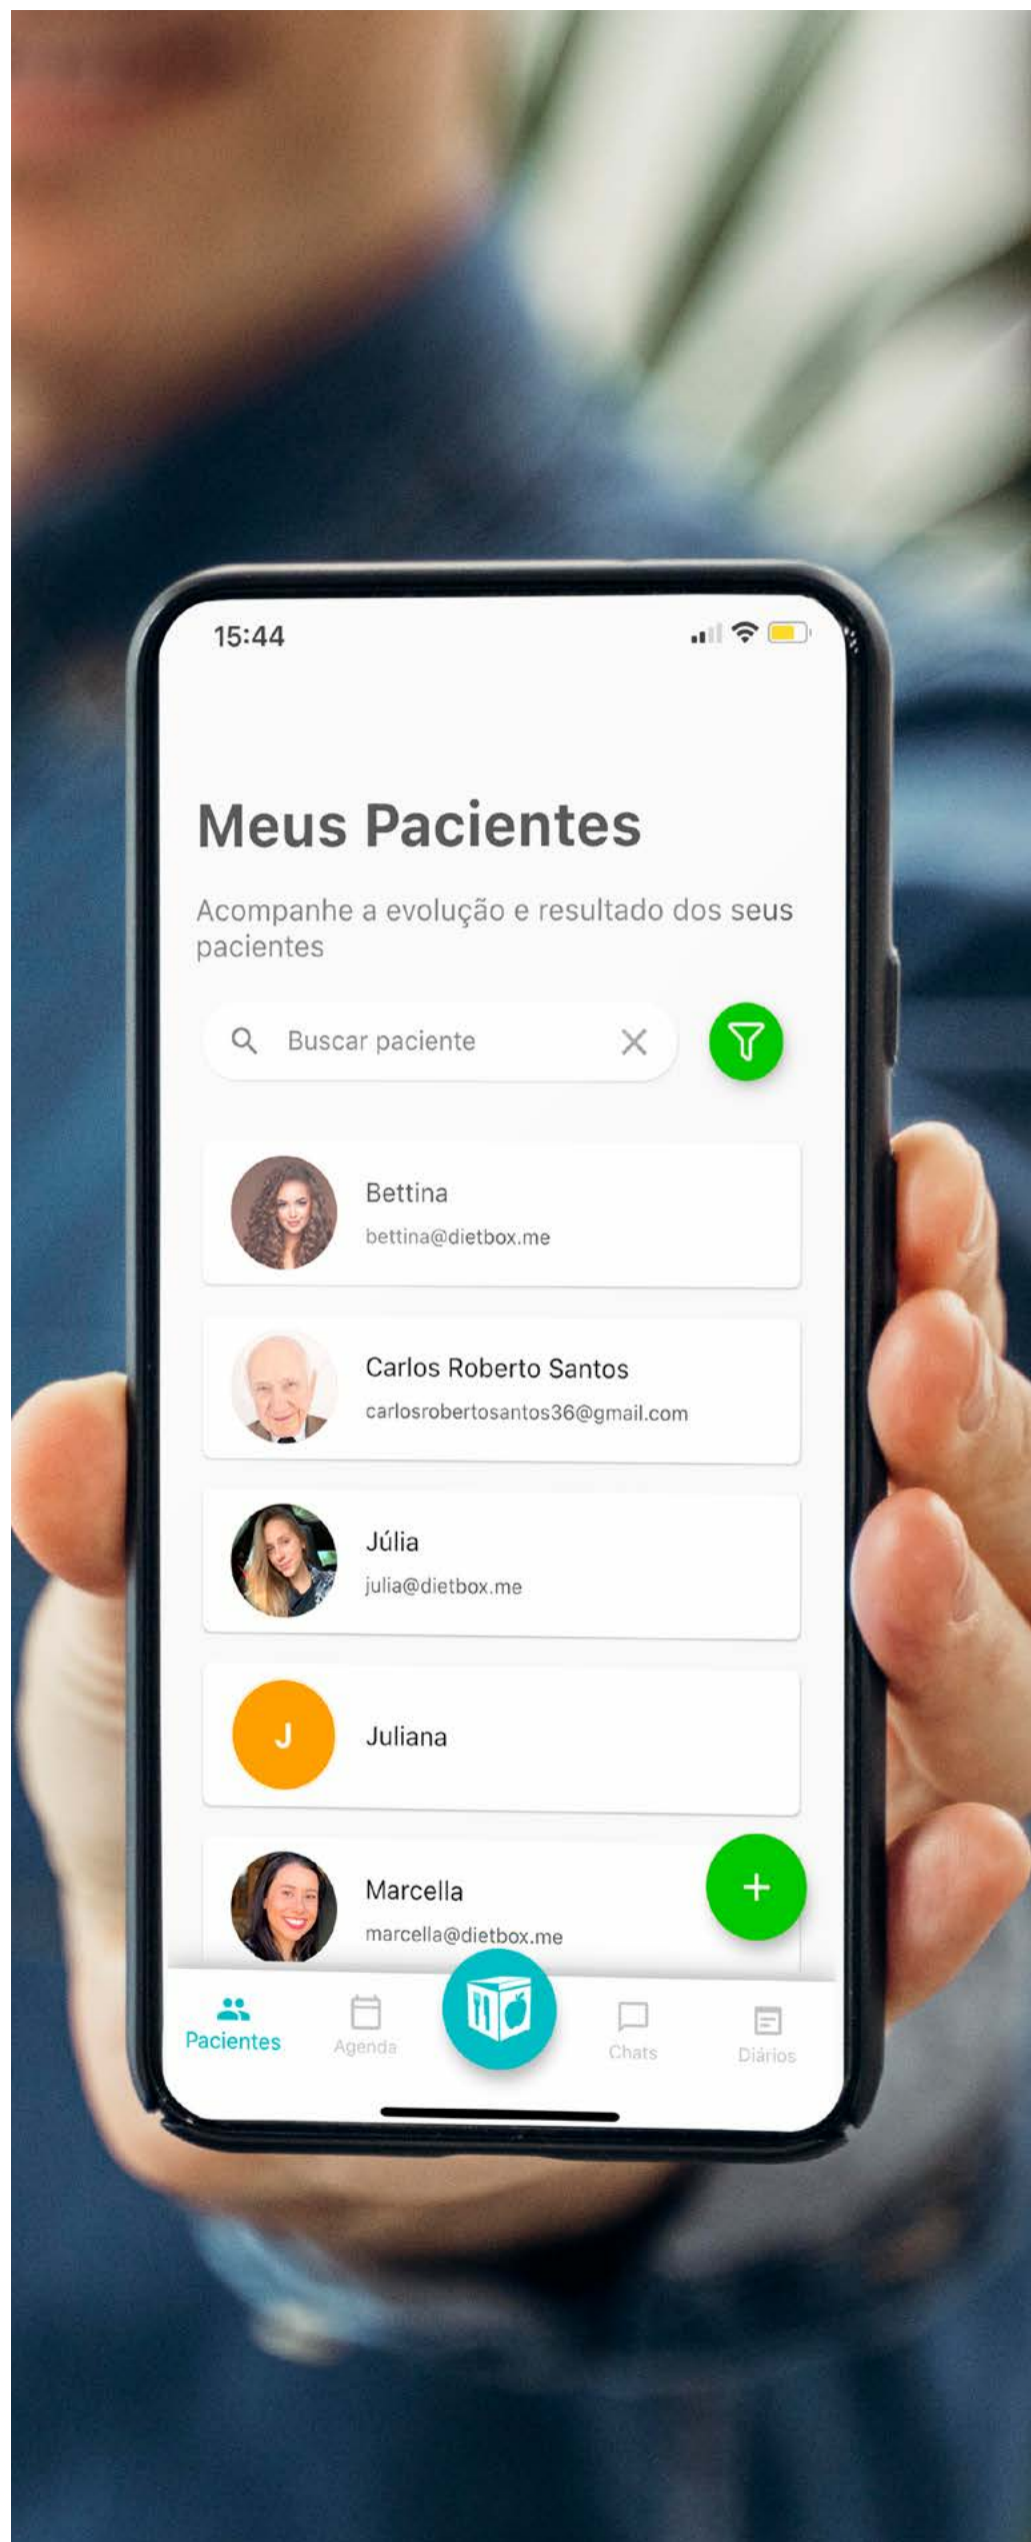 15:44
Meus Pacientes
Acompanhe a evolução e resultado dos seus
pacientes
Buscar paciente
Bettina
bettina@dietbox.me
Carlos Roberto Santos
carlosrobertosantos36@gmail.com
Júlia
julia@dietbox.me
J
Juliana
Marcella
marcella@dietbox.me
Pacientes
Agenda
Chats
Diários